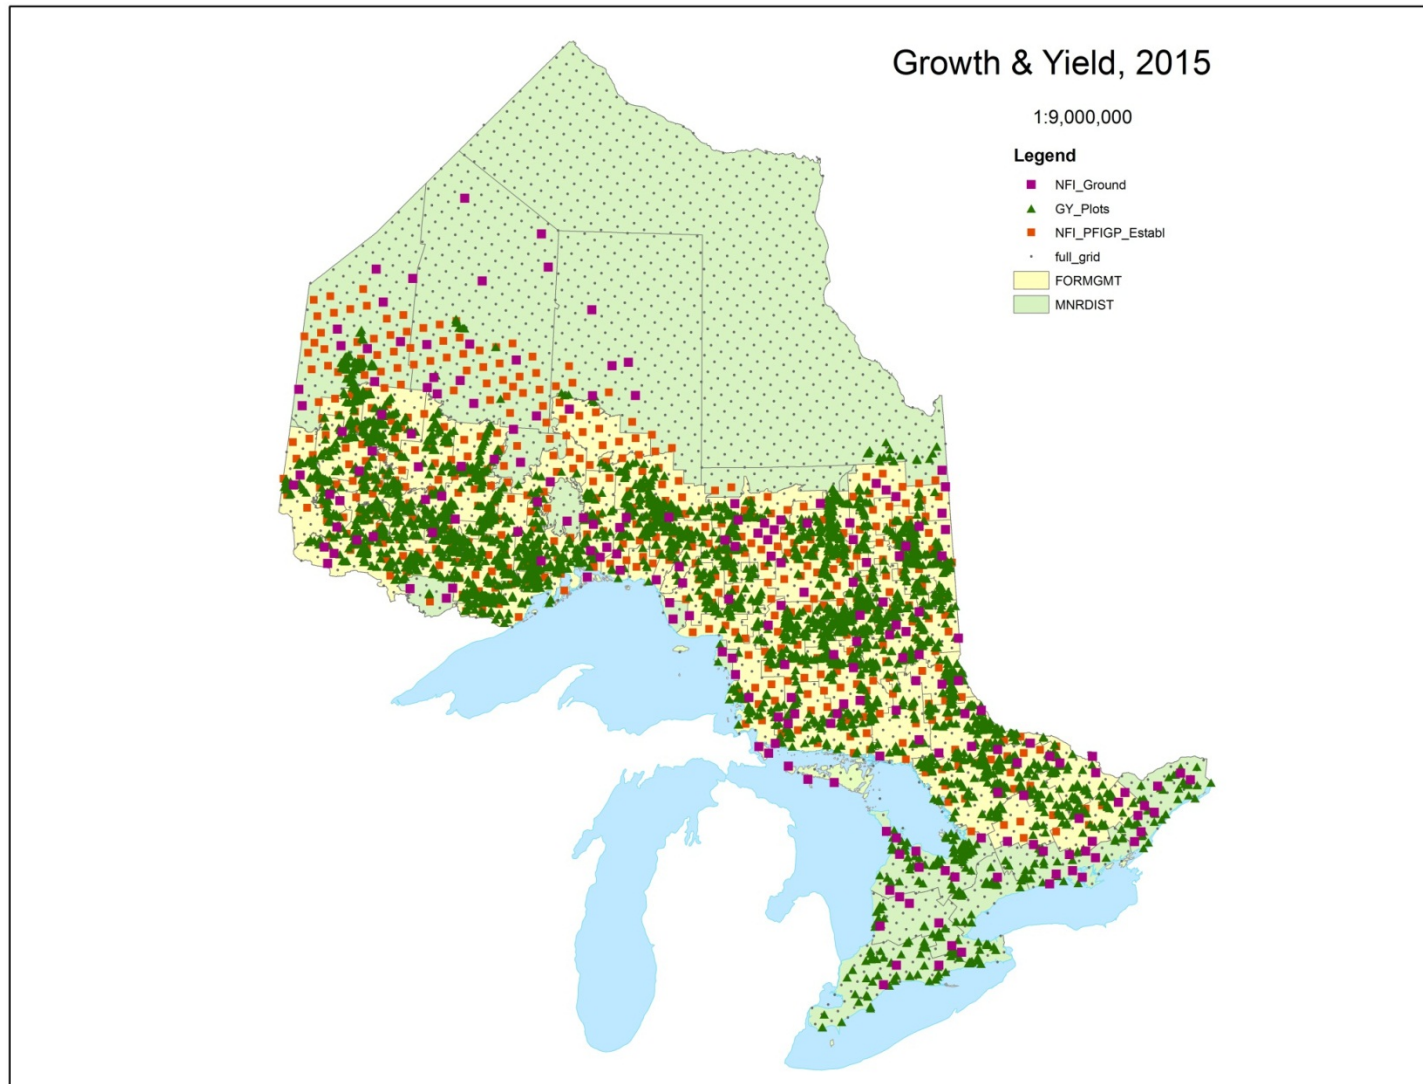 Growth & Yield, 2015
1:9,000,000
Legend
NFI_Ground
GY_Plots
NFI_PFIGP_Establ
full_grid
FORMGMT
MNRDIST